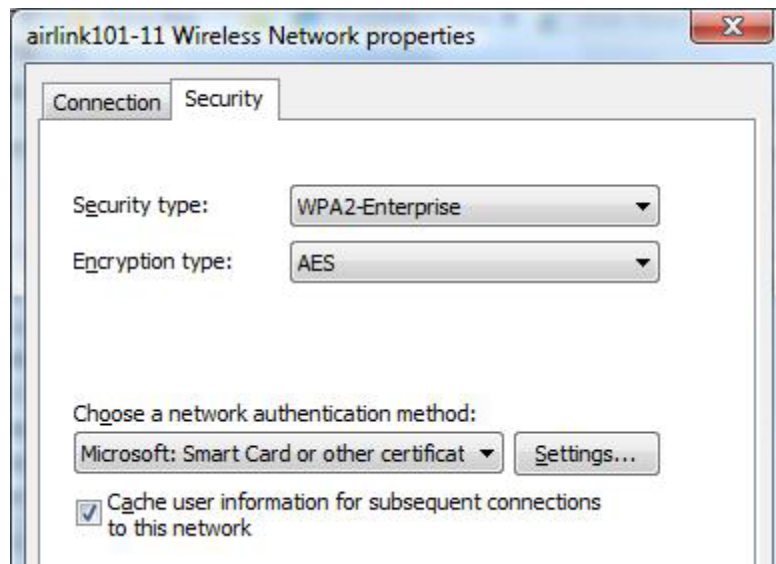 airlink101-11 Wireless Network properties
Connection
Security
Security type:
WPA2-Enterprise
Encryption type:
AES
Choose a network authentication method:
Microsoft: Smart Card or other certificat
Settings...
Cache user information for subsequent connections
to this network